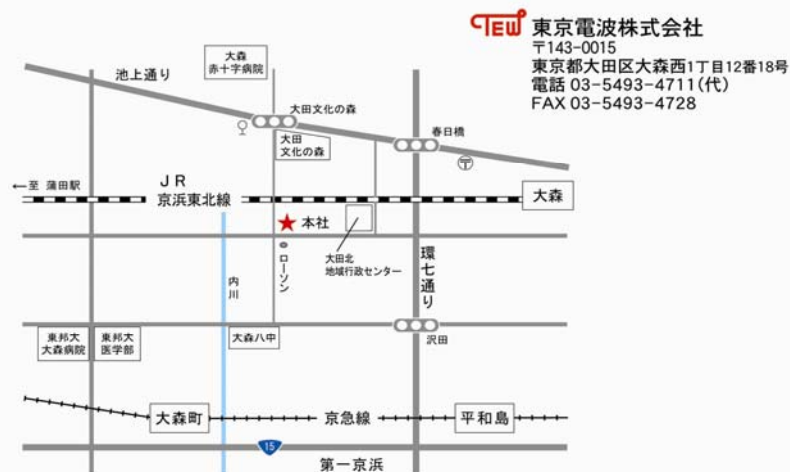 TEW 東京電波株式会社
〒143-0015
東京都大田区大森西1丁目12番18号
電話 03-5493-4711(代)
FAX 03-5493-4728
大森
赤十字病院
池上通り
大田文化の森
大田
文化の森
春日橋
〒
←至 蒲田駅
JR
京浜東北線
大森
★ 本社
ローソン
大田北
地域行政センター
環七通り
内川
東邦大
大森病院
東邦大
医学部
大森八中
沢田
大森町
京急線
平和島
15
第一京浜